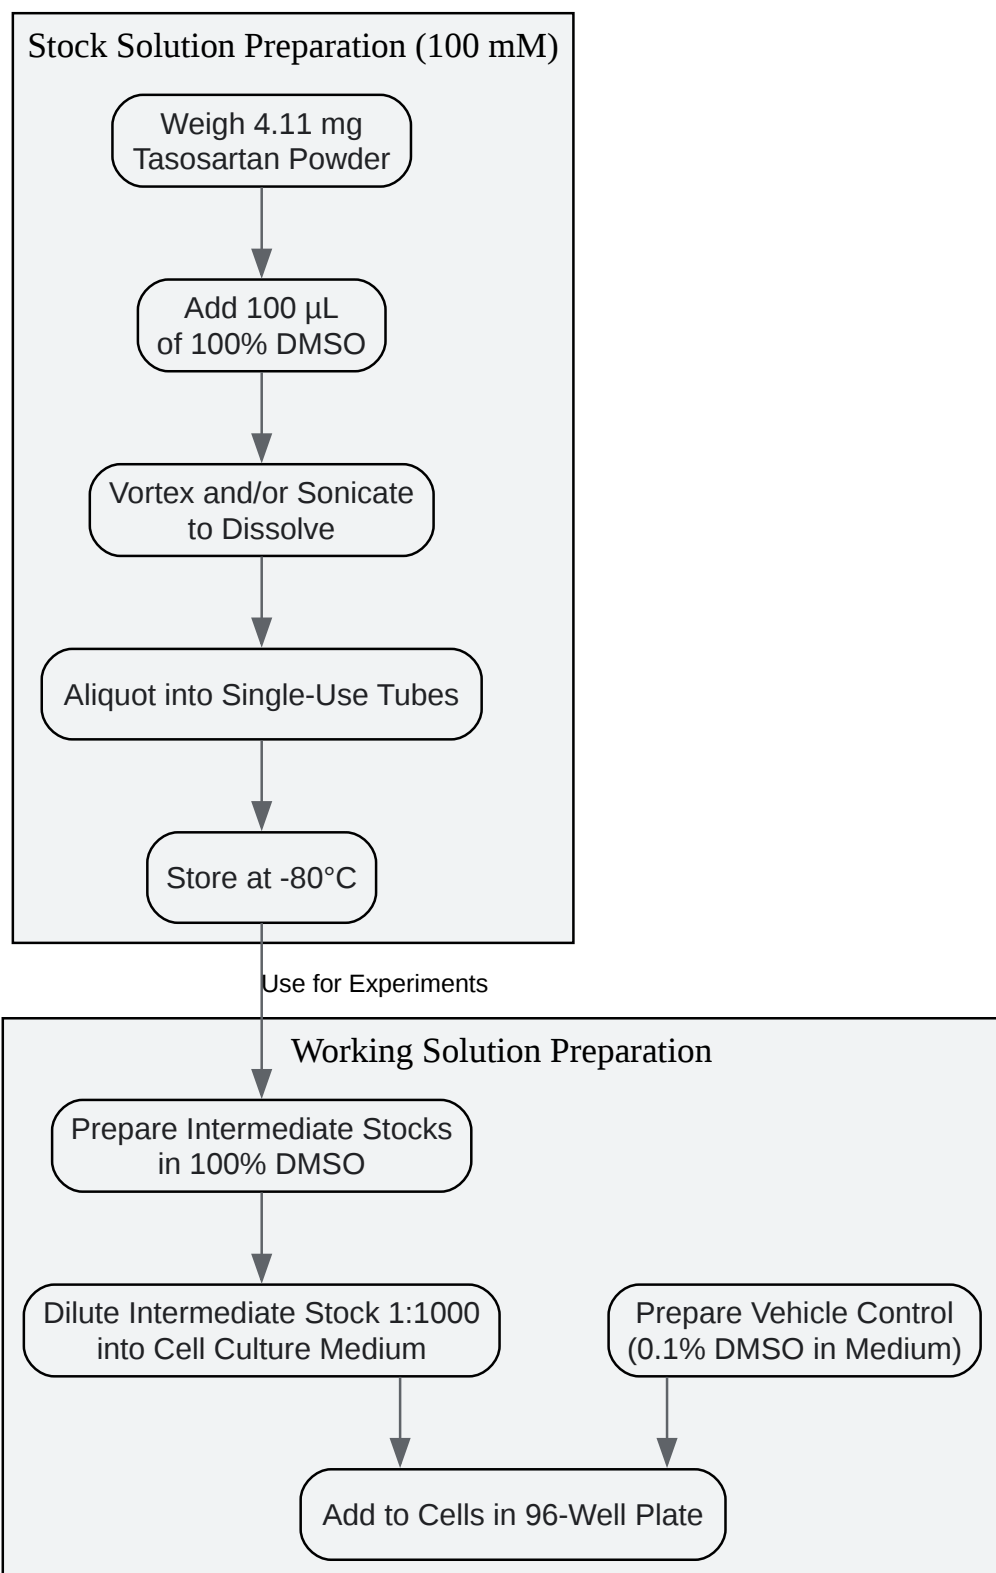 Stock Solution Preparation (100 mM)
Weigh 4.11 mg
Tasosartan Powder
Add 100 µL
of 100% DMSO
Vortex and/or Sonicate
to Dissolve
Aliquot into Single-Use Tubes
Store at -80°C
Use for Experiments
Working Solution Preparation
Prepare Intermediate Stocks
in 100% DMSO
Dilute Intermediate Stock 1:1000
into Cell Culture Medium
Prepare Vehicle Control
(0.1% DMSO in Medium)
Add to Cells in 96-Well Plate